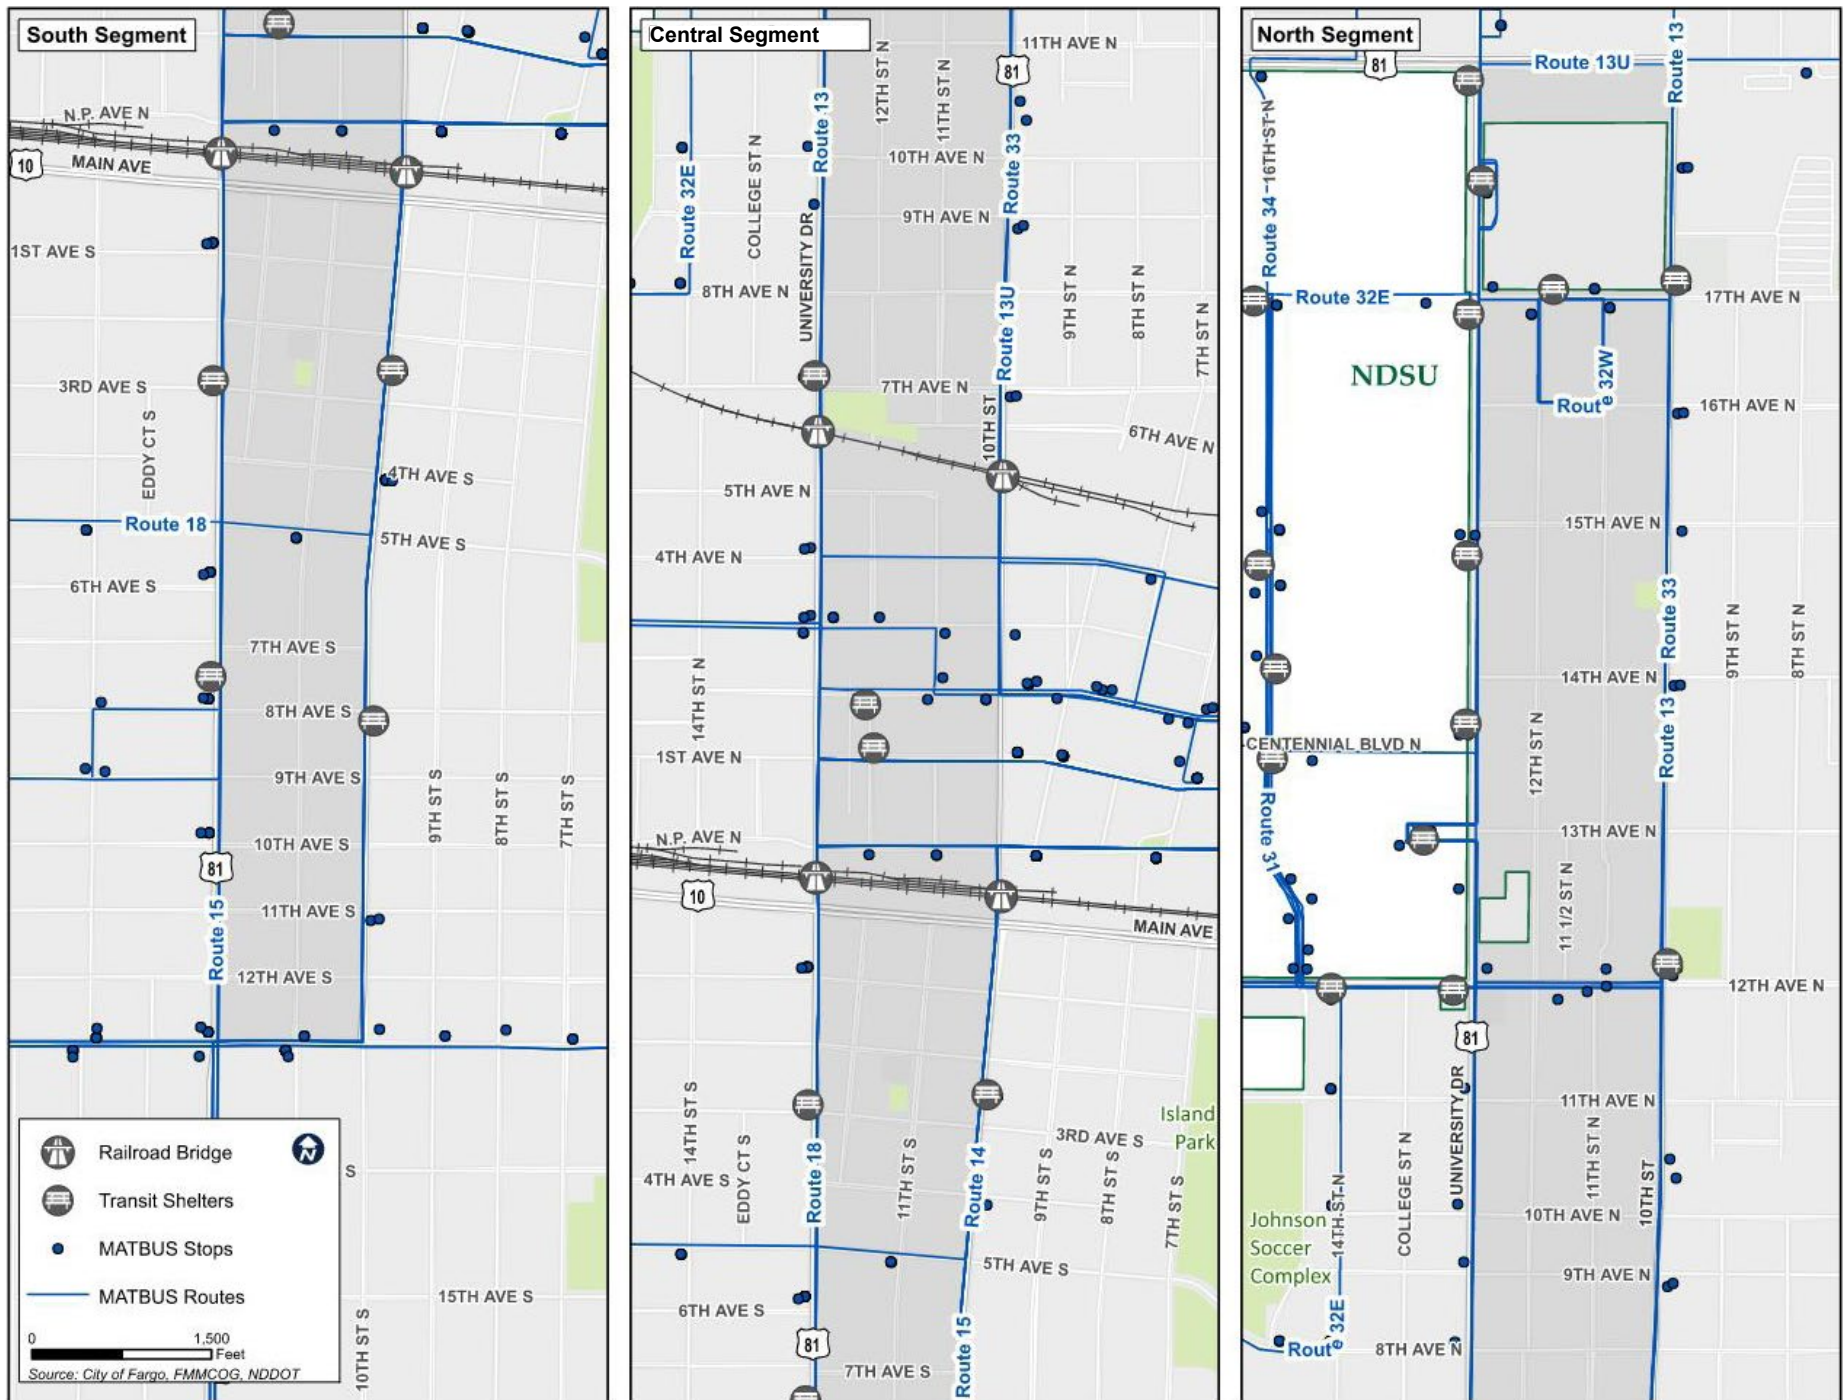 South Segment
N.P. AVE N
10
MAIN AVE
1ST AVE S
3RD AVE S
EDDY CT S
4TH AVE S
Route 18
5TH AVE S
6TH AVE S
7TH AVE S
8TH AVE S
9TH AVE S
9TH ST S
8TH ST S
7TH ST S
10TH AVE S
81
11TH AVE S
Route 15
12TH AVE S
Railroad Bridge
N
Transit Shelters
S
MATBUS Stops
MATBUS Routes
15TH AVE S
10TH ST S
0
1,500
Feet
Source: City of Fargo, FMMCOG, NDDOT
Central Segment
12TH ST N
11TH ST N
81
11TH AVE N
Route 13
COLLEGE ST N
10TH AVE N
Route 33
Route 32E
9TH AVE N
UNIVERSITY DR
8TH AVE N
Route 13U
9TH ST N
8TH ST N
7TH ST N
7TH AVE N
10TH ST
6TH AVE N
5TH AVE N
4TH AVE N
14TH ST N
1ST AVE N
N.P. AVE N
10
MAIN AVE
Island
Park
14TH ST S
EDDY CT S
3RD AVE S
4TH AVE S
Route 18
11TH ST S
Route 14
9TH ST S
8TH ST S
7TH ST S
5TH AVE S
6TH AVE S
81
Route 15
7TH AVE S
North Segment
81
Route 13U
Route 13
16TH ST N
Route 34
Route 32E
17TH AVE N
NDSU
Route 32W
16TH AVE N
15TH AVE N
Route 33
9TH ST N
8TH ST N
14TH AVE N
Route 13
CENTENNIAL BLVD N
12TH ST N
Route 31
13TH AVE N
11 1/2 ST N
12TH AVE N
81
UNIVERSITY DR
11TH AVE N
11TH ST N
COLLEGE ST N
14TH ST N
10TH ST
Johnson
Soccer
Complex
10TH AVE N
9TH AVE N
Route 32E
Route
8TH AVE N